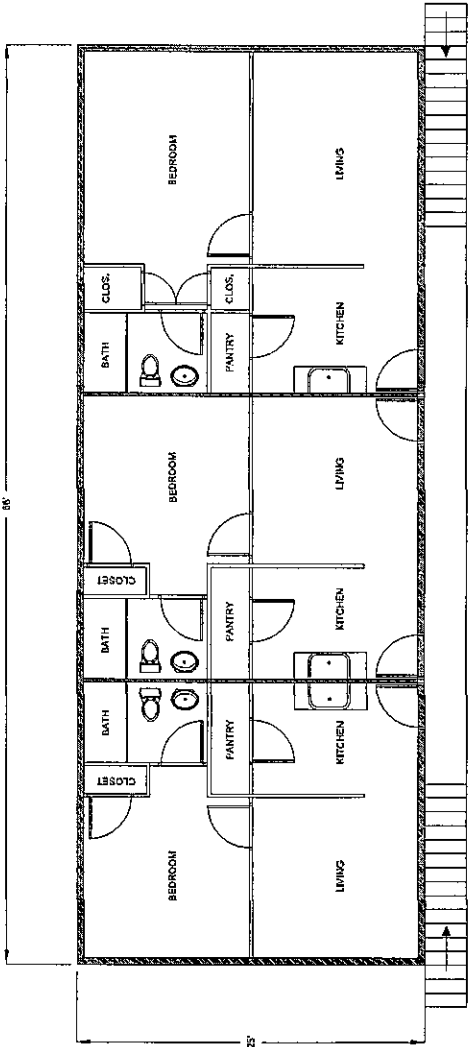 66'
CLOSET
BATH
BATH
CLOSET
BATH
CLOS.
BEDROOM
BEDROOM
BEDROOM
PANTRY
PANTRY
PANTRY
CLOS.
25'
LIVING
KITCHEN
KITCHEN
LIVING
KITCHEN
LIVING